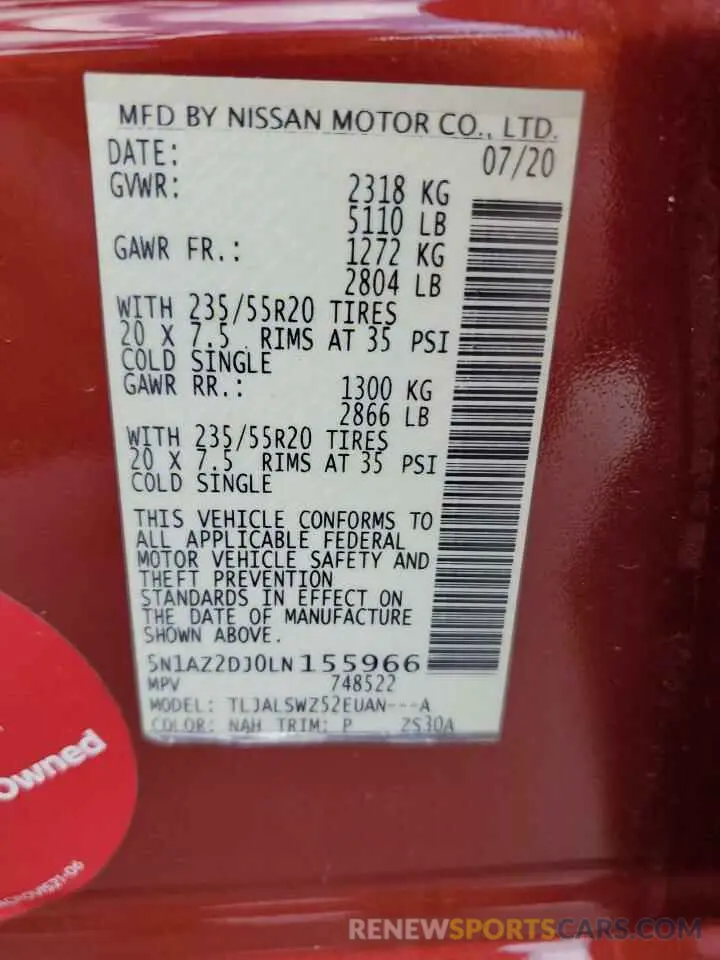 MFD BY NISSAN MOTOR CO., LTD.
DATE: 07/20
GVWR: 2318 KG
5110 LB
GAWR FR.: 1272 KG
2804 LB
WITH 235/55R20 TIRES
20 X 7.5 RIMS AT 35 PSI
COLD SINGLE
GAWR RR.: 1300 KG
2866 LB
WITH 235/55R20 TIRES
20 X 7.5 RIMS AT 35 PSI
COLD SINGLE
THIS VEHICLE CONFORMS TO
ALL APPLICABLE FEDERAL
MOTOR VEHICLE SAFETY AND
THEFT PREVENTION
STANDARDS IN EFFECT ON
THE DATE OF MANUFACTURE
SHOWN ABOVE.
5N1AZ2DJ0LN155966
MPV 748522
MODEL: TLJALSWZ52EUAN---A
COLOR: NAH TRIM: P ZS30A
Owned
RENEWSPORTSCARS.COM